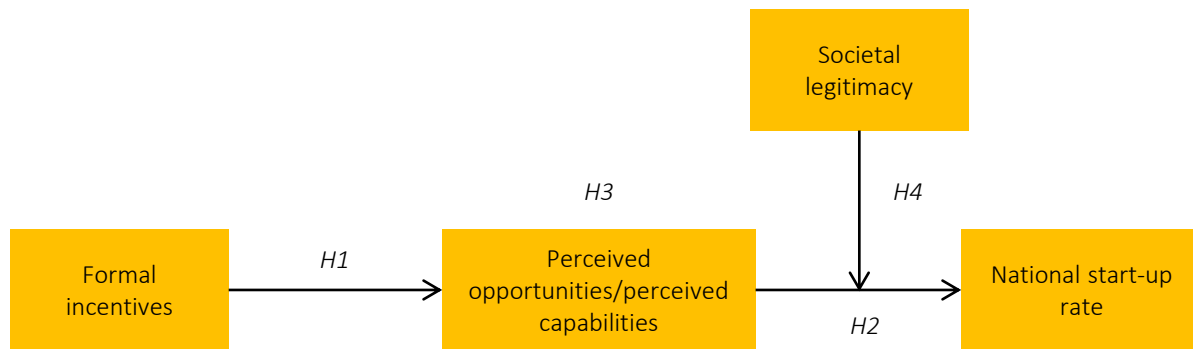 Societal
legitimacy
H3
H4
Formal
incentives
H1
Perceived
opportunities/perceived
capabilities
H2
National start-up
rate